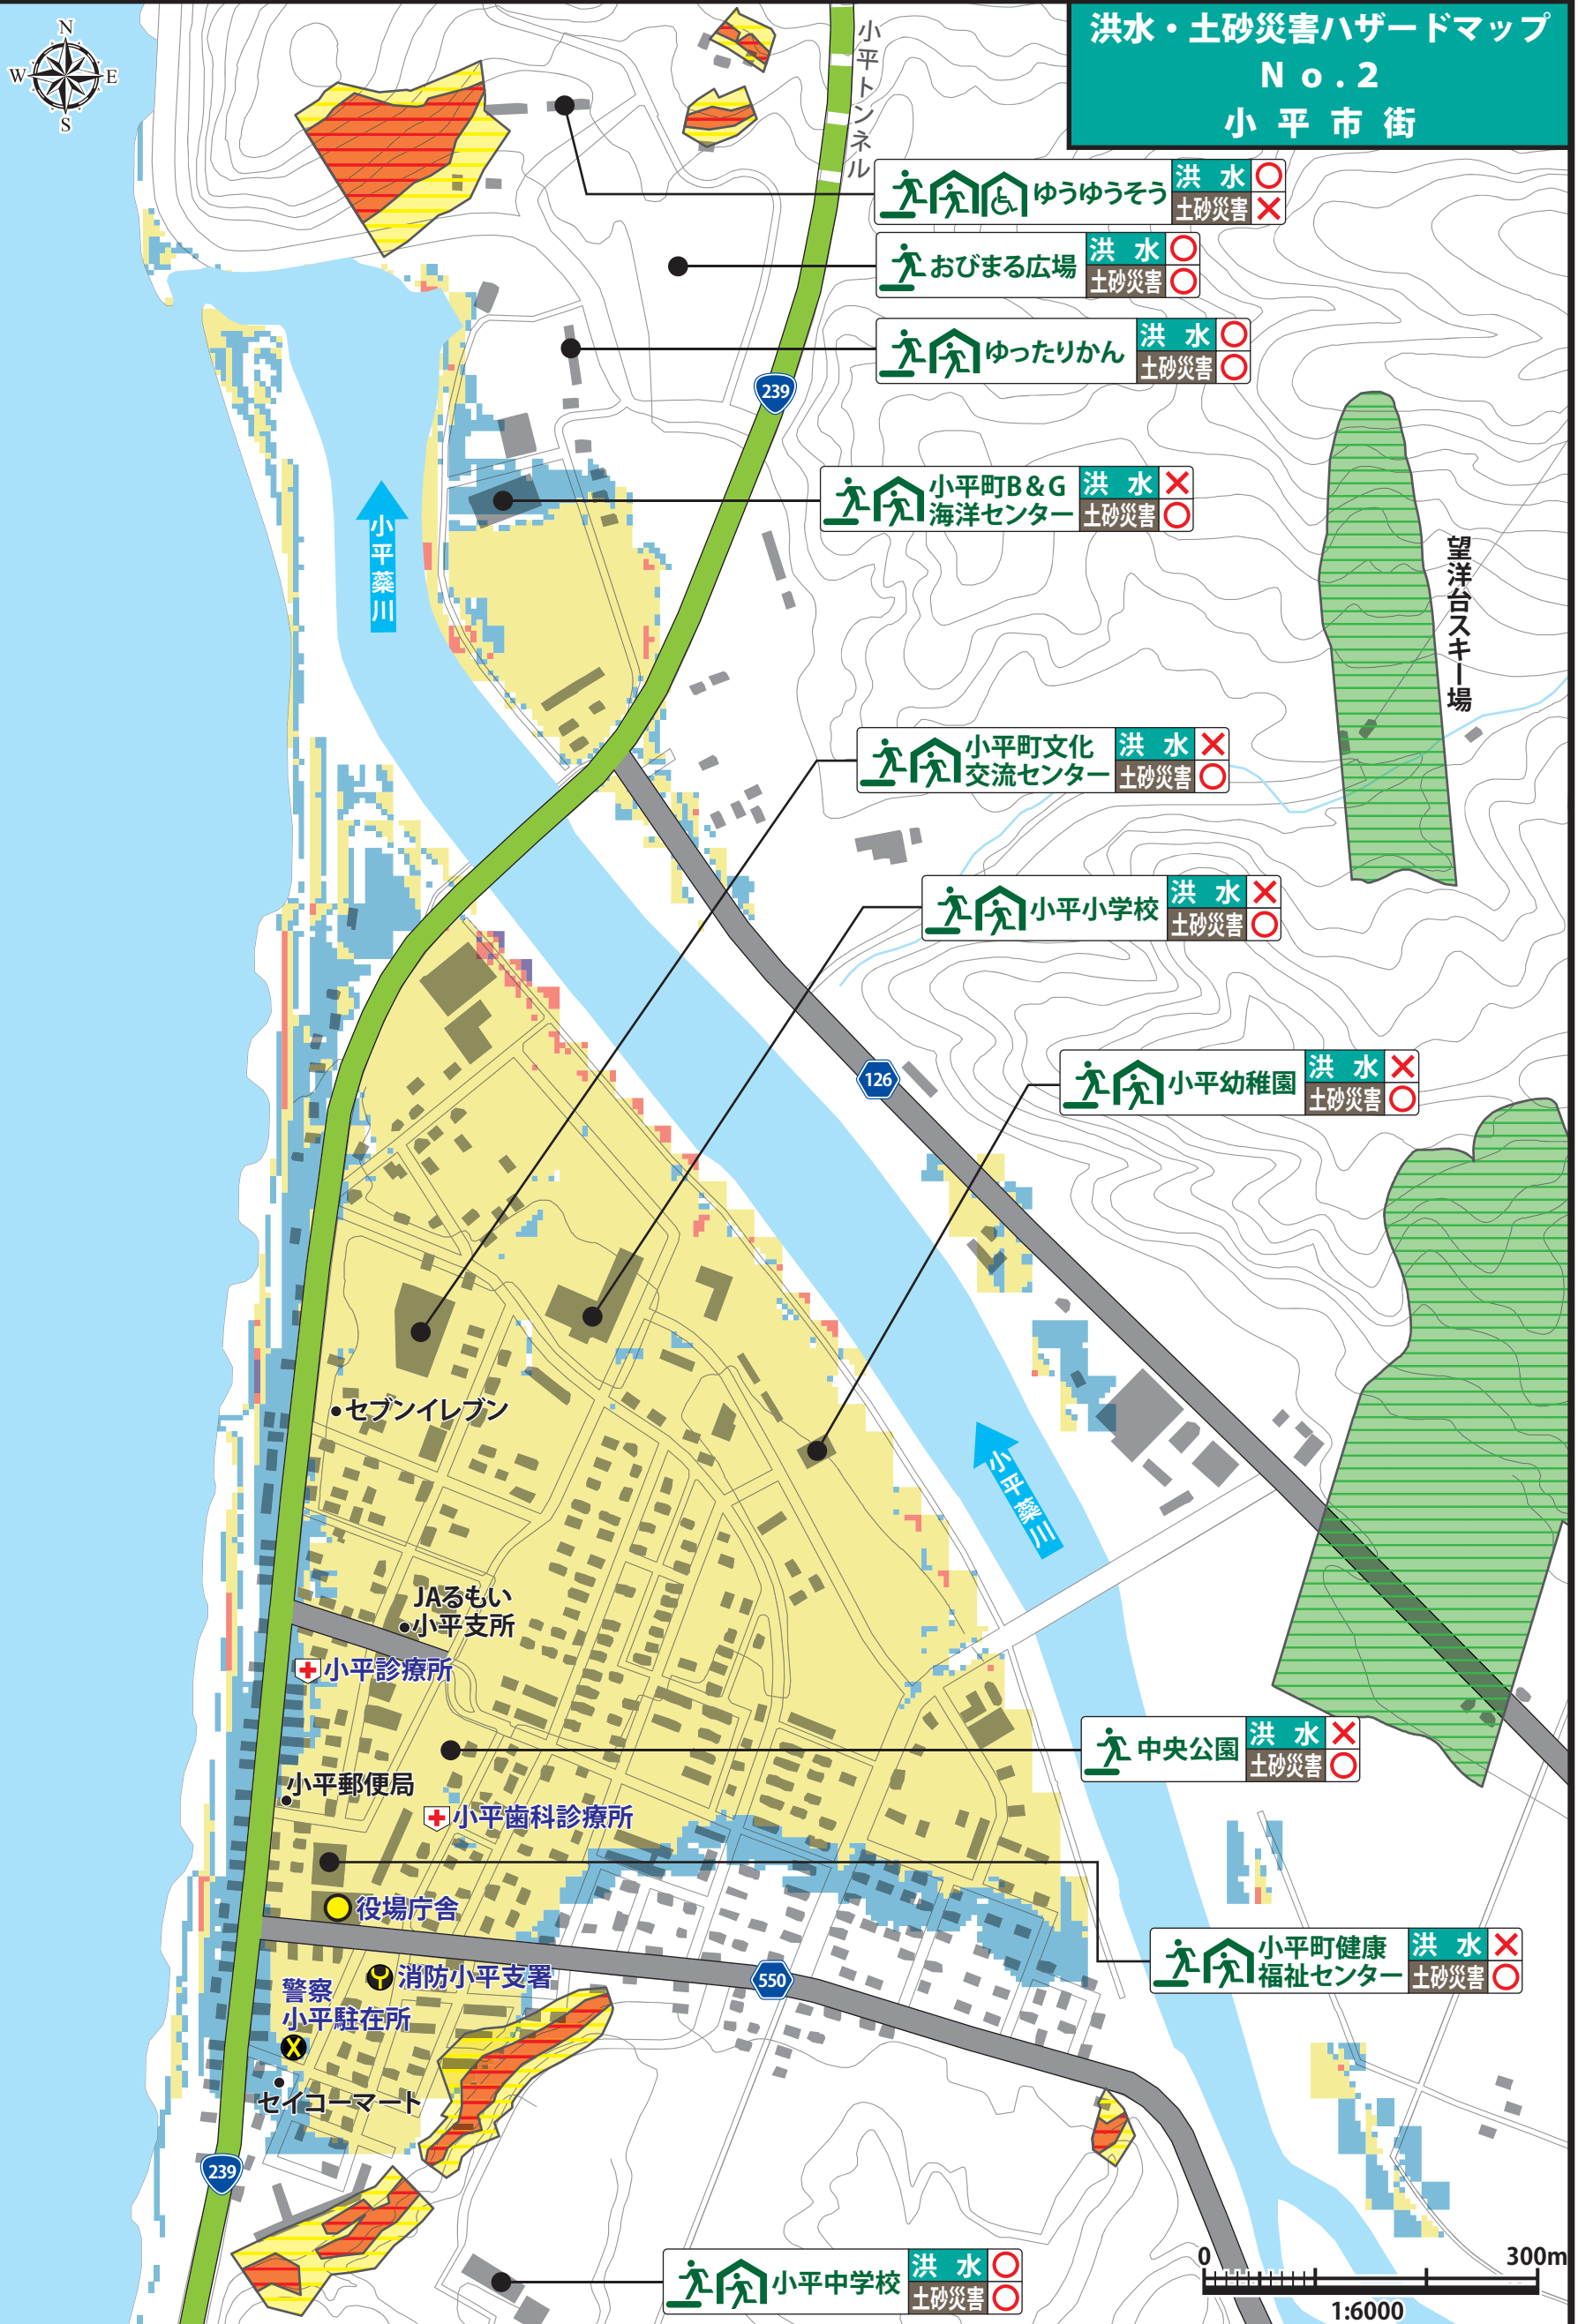 洪水・土砂災害ハザードマップ
No.2
小平市街
N
W
E
S
小平トンネル
ゆうゆうそう
洪水 ○
土砂災害 ×
おびまる広場
洪水 ○
土砂災害 ○
ゆったりかん
洪水 ○
土砂災害 ○
239
小平町B&G
海洋センター
洪水 ×
土砂災害 ○
小平蘂川
望洋台スキー場
小平町文化
交流センター
洪水 ×
土砂災害 ○
小平小学校
洪水 ×
土砂災害 ○
126
小平幼稚園
洪水 ×
土砂災害 ○
セブンイレブン
小平蘂川
JAるもい
小平支所
小平診療所
中央公園
洪水 ×
土砂災害 ○
小平郵便局
小平歯科診療所
役場庁舎
小平町健康
福祉センター
洪水 ×
土砂災害 ○
消防小平支署
550
警察
小平駐在所
セイコーマート
239
小平中学校
洪水 ○
土砂災害 ○
0
300m
1:6000